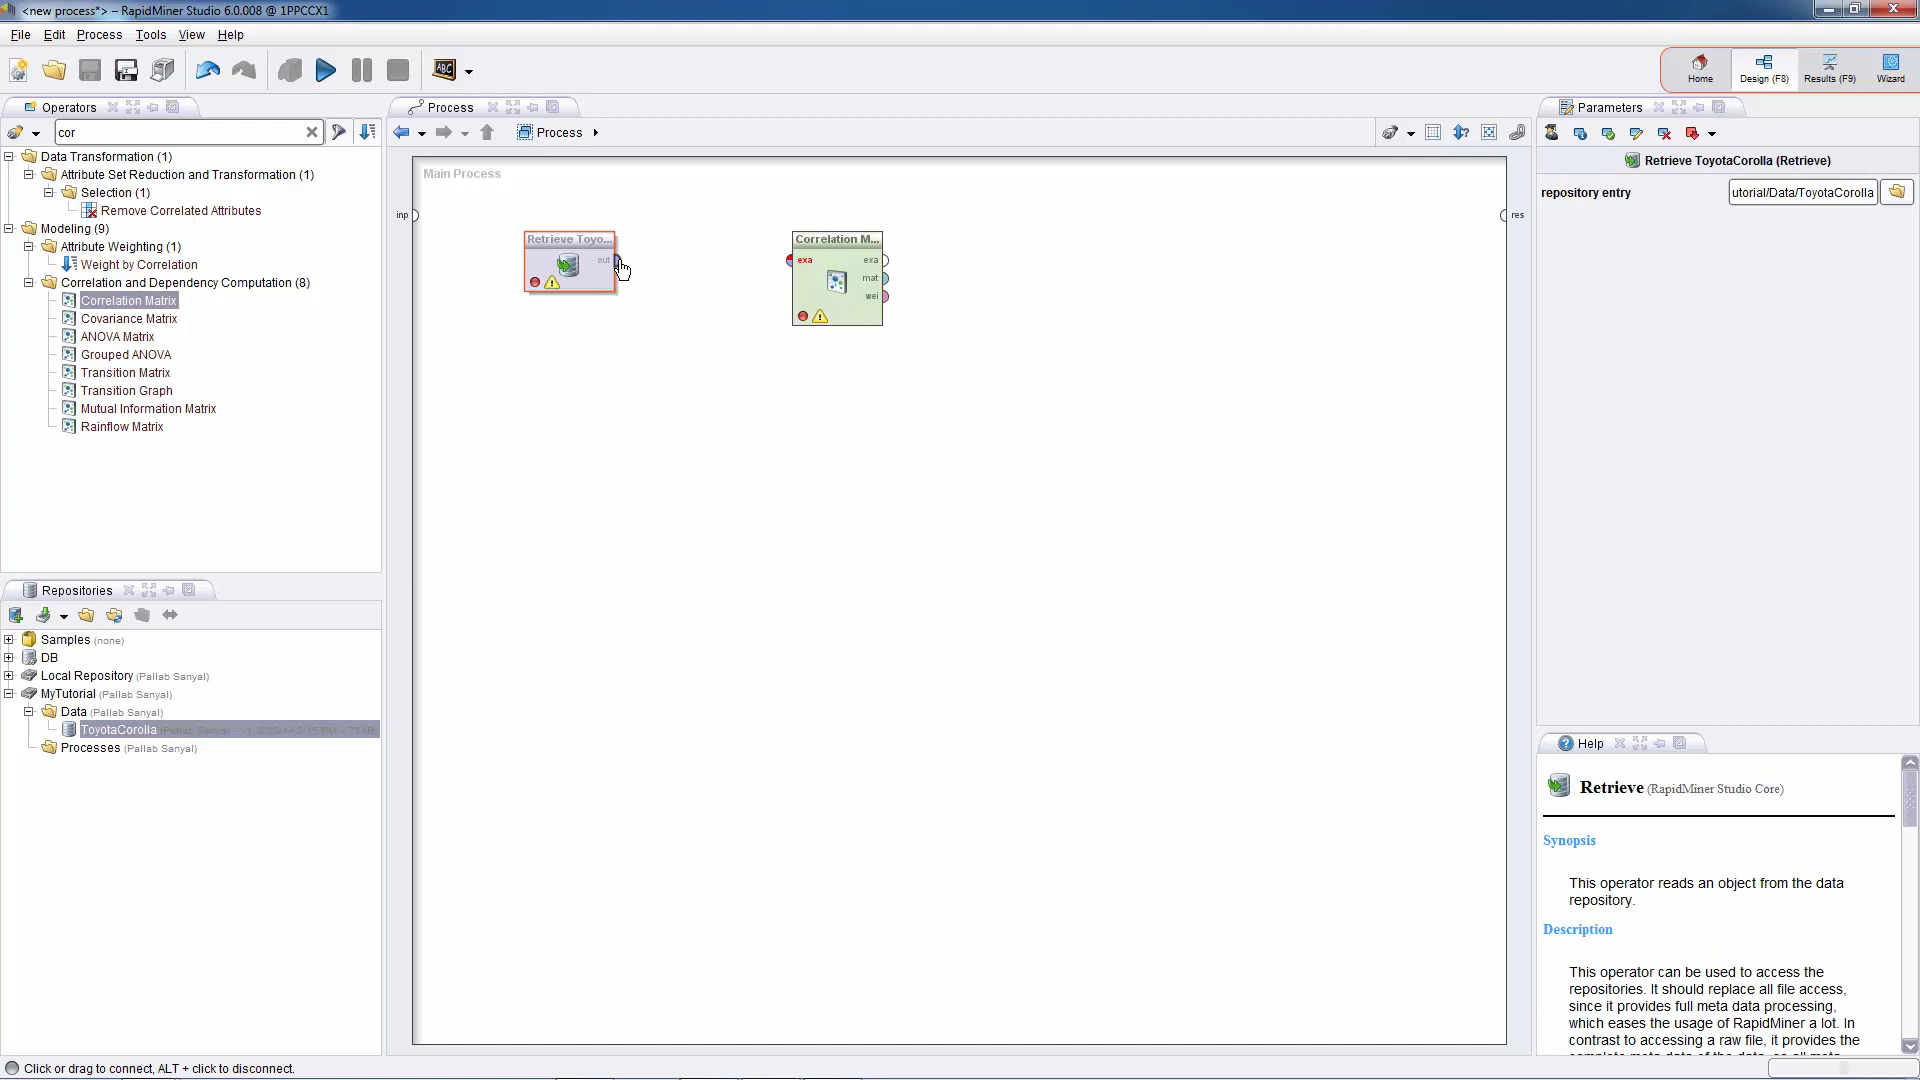 <new process*> – RapidMiner Studio 6.0.008 @ 1PPCCX1
File Edit Process Tools View Help
Home Design (F8) Results (F9) Wizard
Operators
cor
Data Transformation (1)
Attribute Set Reduction and Transformation (1)
Selection (1)
Remove Correlated Attributes
Modeling (9)
Attribute Weighting (1)
Weight by Correlation
Correlation and Dependency Computation (8)
Correlation Matrix
Covariance Matrix
ANOVA Matrix
Grouped ANOVA
Transition Matrix
Transition Graph
Mutual Information Matrix
Rainflow Matrix
Repositories
Samples (none)
DB
Local Repository (Pallab Sanyal)
MyTutorial (Pallab Sanyal)
Data (Pallab Sanyal)
ToyotaCorolla
Processes (Pallab Sanyal)
Process
Process
Main Process
inp
res
Retrieve Toyo...
out
Correlation M...
exa exa
mat
wei
Parameters
Retrieve ToyotaCorolla (Retrieve)
repository entry utorial/Data/ToyotaCorolla
Help
Retrieve (RapidMiner Studio Core)
Synopsis
This operator reads an object from the data
repository.
Description
This operator can be used to access the
repositories. It should replace all file access,
since it provides full meta data processing,
which eases the usage of RapidMiner a lot. In
contrast to accessing a raw file, it provides the
Click or drag to connect, ALT + click to disconnect.